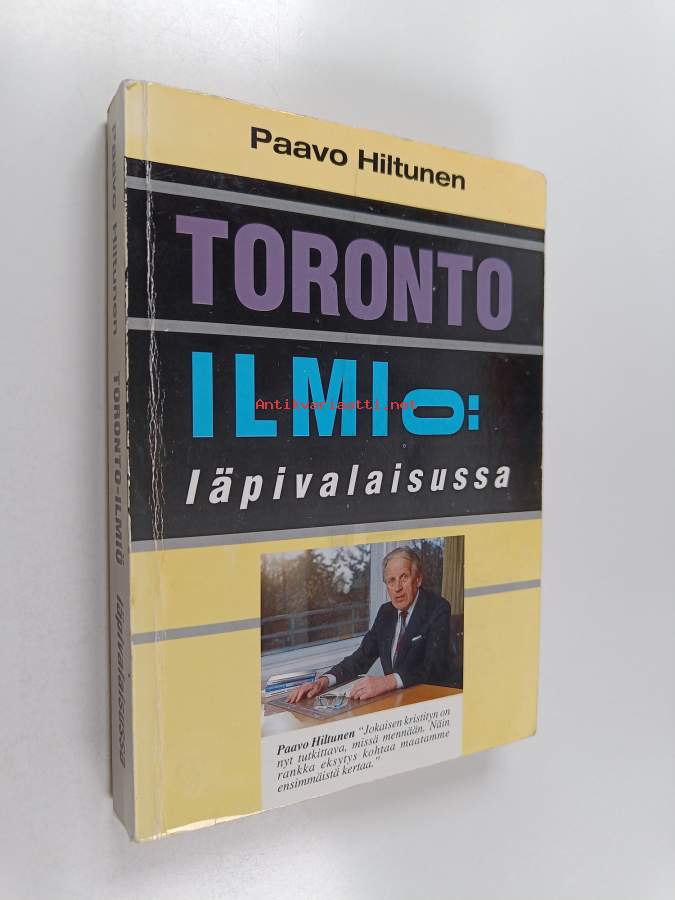 Paavo Hiltunen
TORONTO
ILMIÖ
Antikvariaatti.net
läpivalaisussa
Paavo Hiltunen "Jokaisen kristityn on
nyt tutkittava, missä mennään. Näin
rankka eksytys kohtaa maatamme
ensimmäistä kertaa."
Paavo Hiltunen TORONTO-ILMIÖ läpivalaisussa